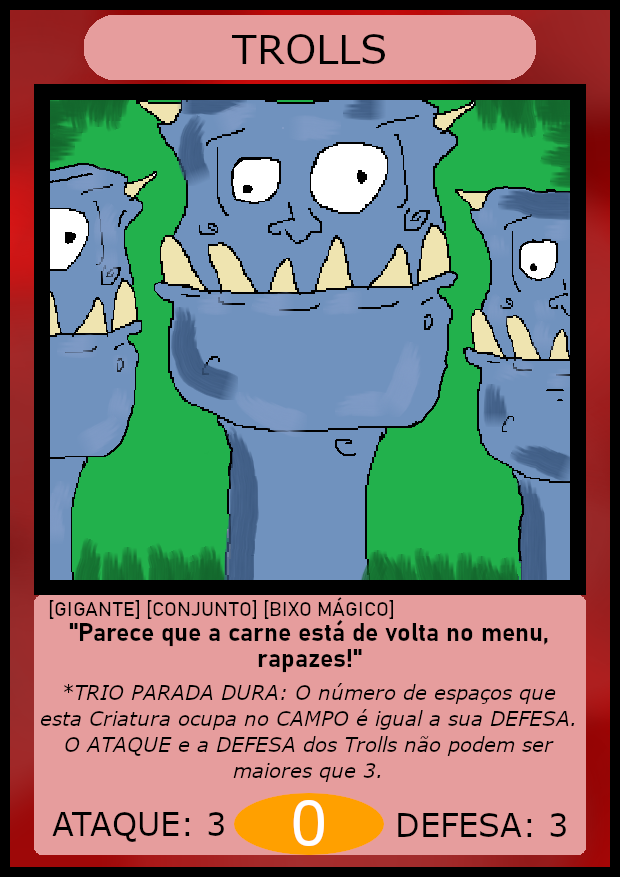 TROLLS
[GIGANTE] [CONJUNTO] [BIXO MÁGICO]
"Parece que a carne está de volta no menu,
rapazes!"
*TRIO PARADA DURA: O número de espaços que
esta Criatura ocupa no CAMPO é igual a sua DEFESA.
O ATAQUE e a DEFESA dos Trolls não podem ser
maiores que 3.
ATAQUE: 3 0 DEFESA: 3